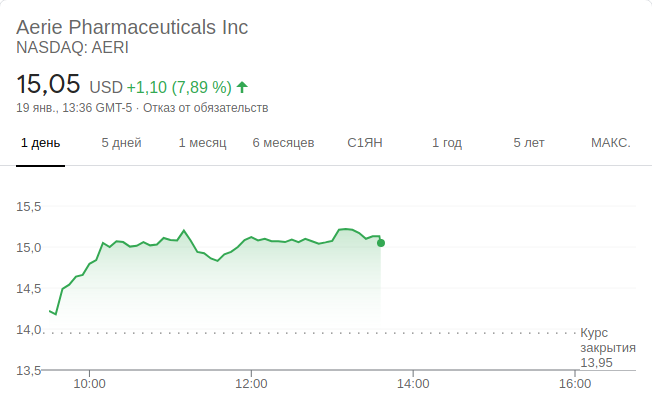 Aerie Pharmaceuticals Inc
NASDAQ: AERI
15,05 USD +1,10 (7,89 %)
19 янв., 13:36 GMT-5 · Отказ от обязательств
1 день 5 дней 1 месяц 6 месяцев С1ЯН 1 год 5 лет МАКС.
15,5
15,0
14,5
14,0
Курс
закрытия
13,95
13,5
10:00 12:00 14:00 16:00